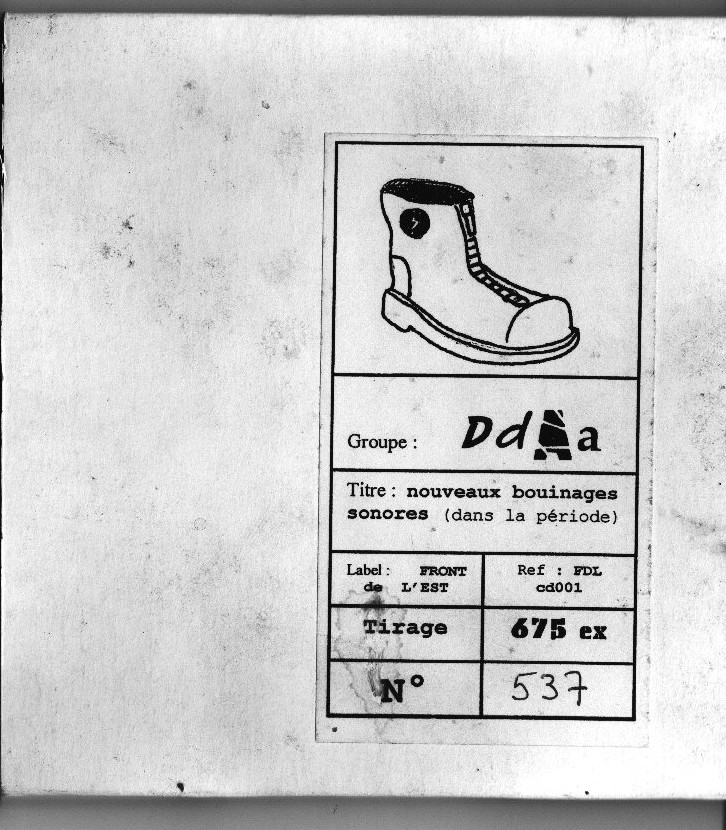 Groupe : DdAa
Titre : nouveaux bouinages
sonores (dans la période)
Label : FRONT
de L'EST
Ref : FDL
cd001
Tirage
675 ex
N°
537